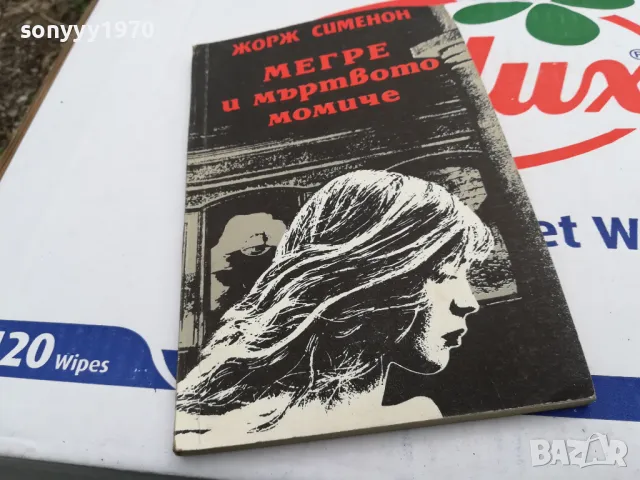 sonyyy1970
ЖОРЖ СИМЕНОН
МЕГРЕ
и мъртвото
момиче
lux
et W
120 Wipes
BAZAR